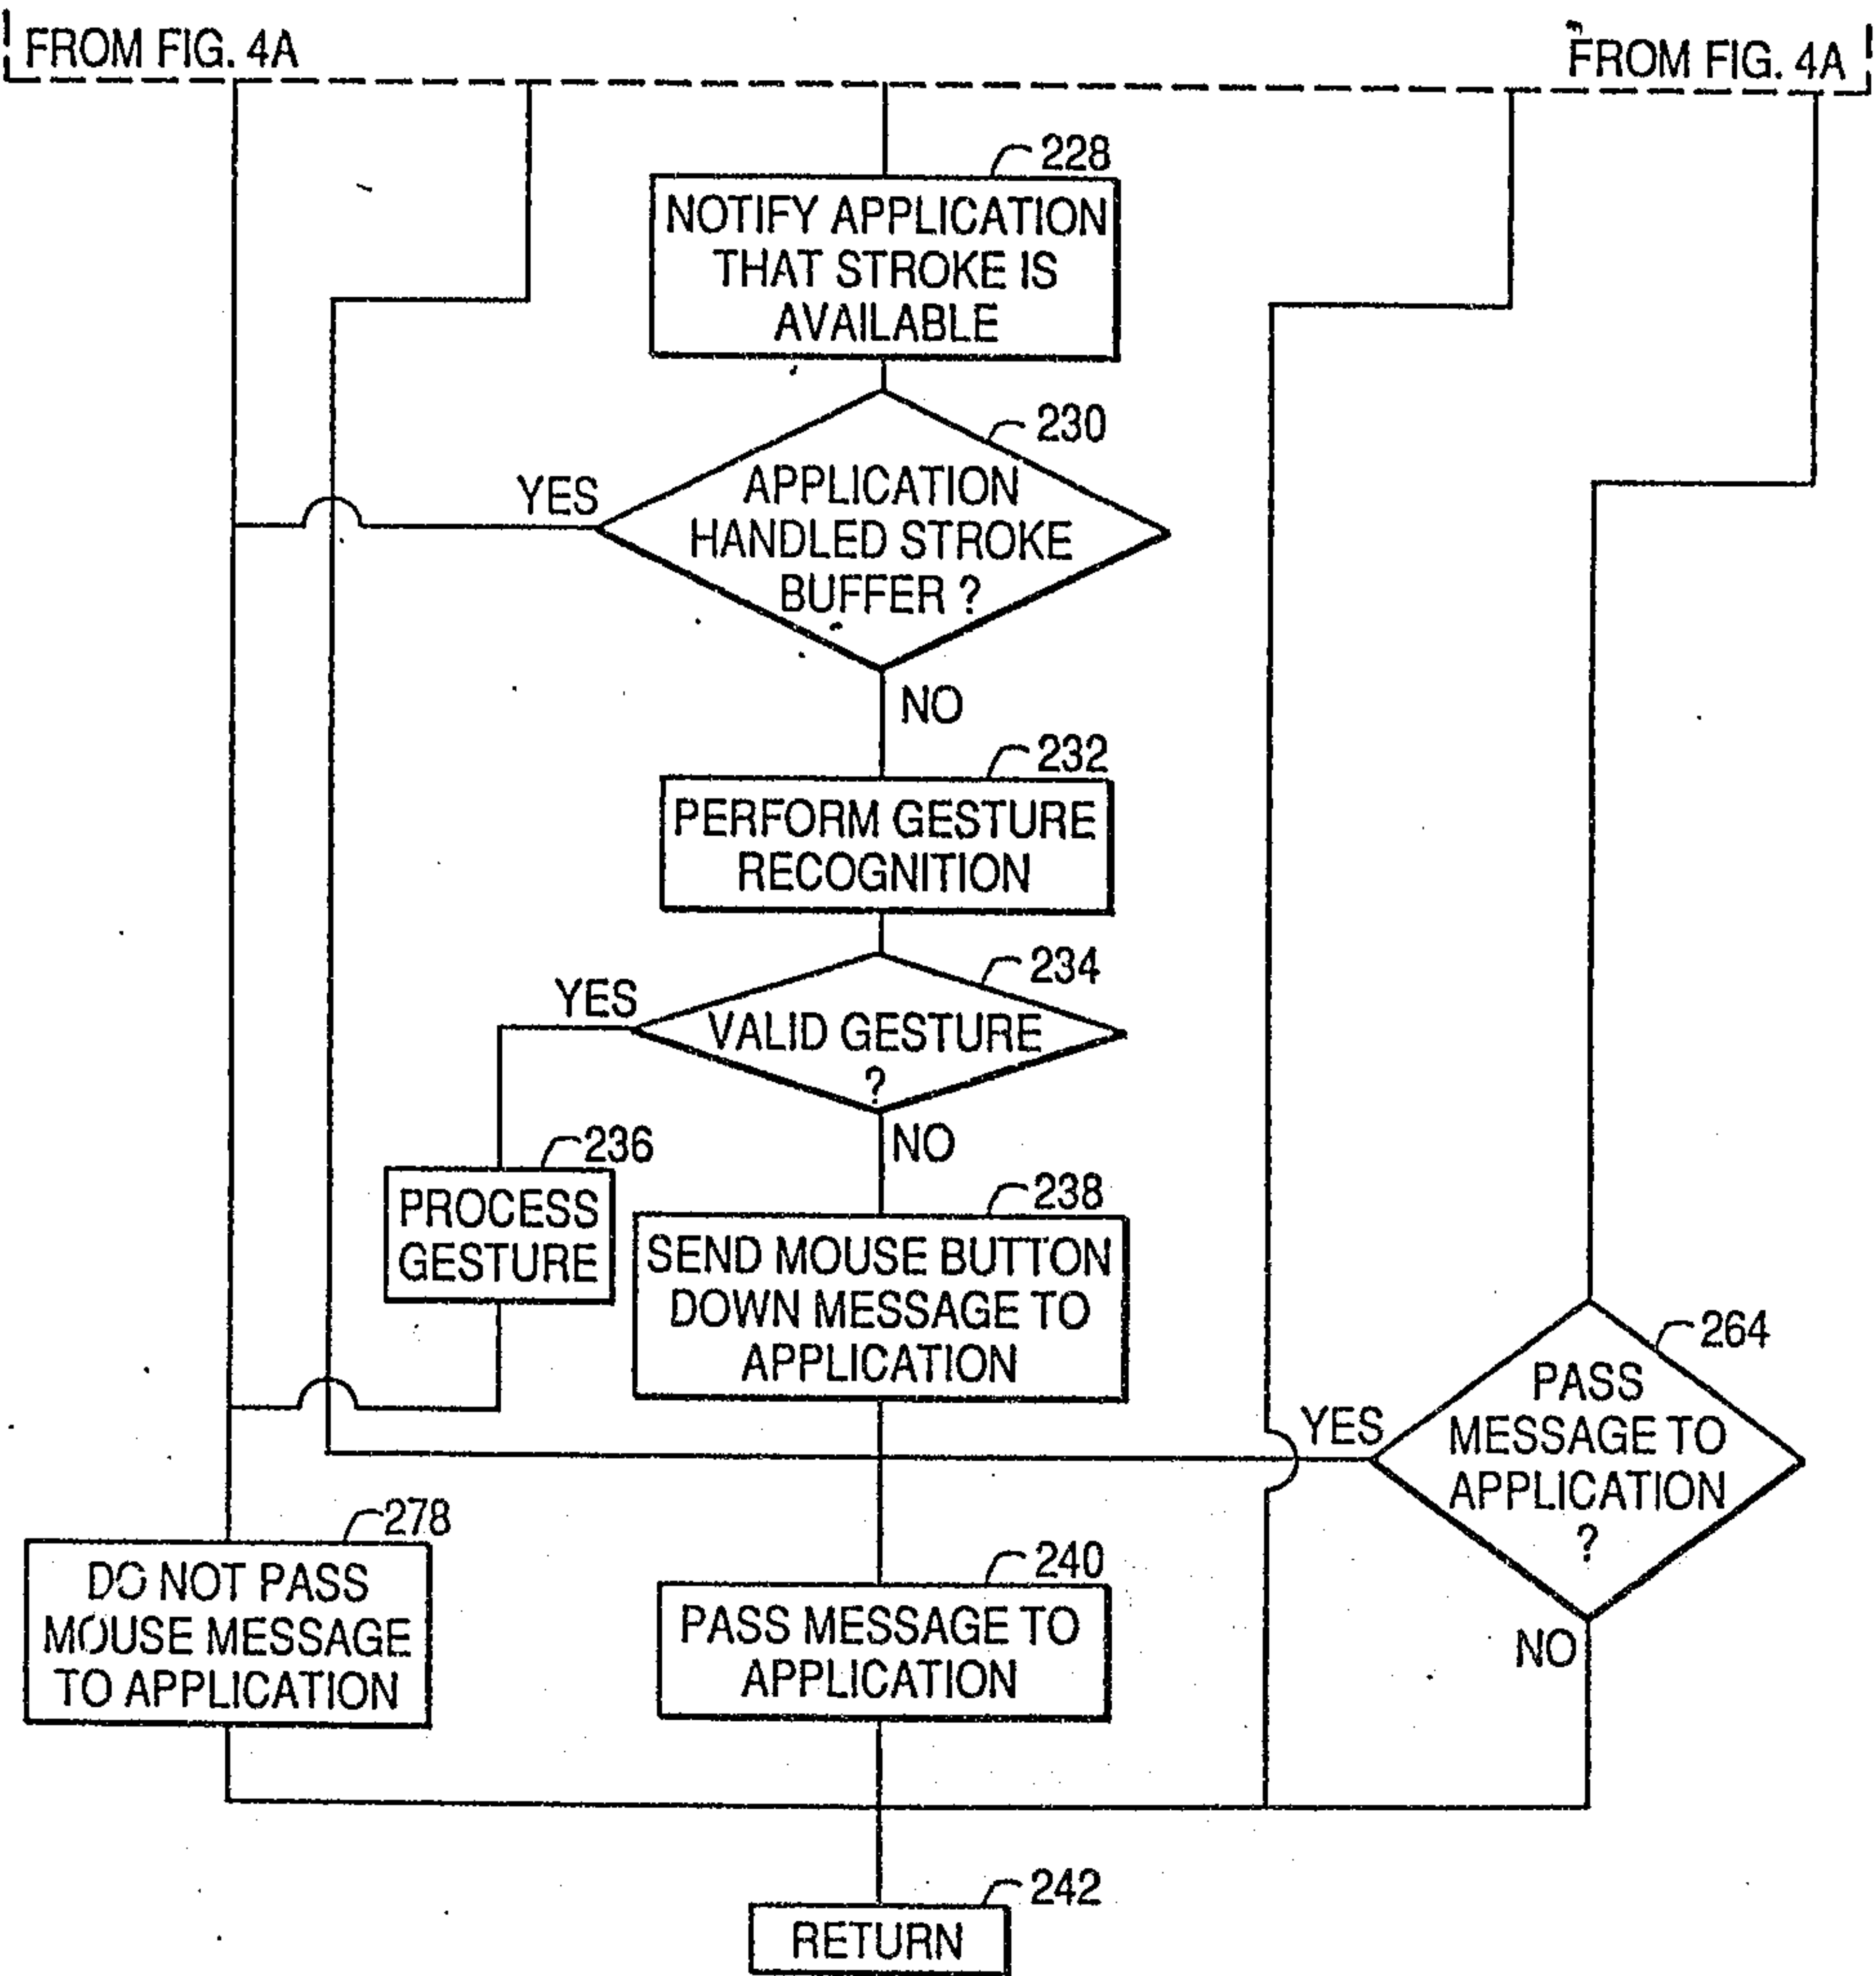 FROM FIG. 4A
FROM FIG. 4A
228
NOTIFY APPLICATION
THAT STROKE IS
AVAILABLE
230
YES
APPLICATION
HANDLED STROKE
BUFFER ?
NO
232
PERFORM GESTURE
RECOGNITION
234
YES
VALID GESTURE
?
NO
236
PROCESS
GESTURE
238
SEND MOUSE BUTTON
DOWN MESSAGE TO
APPLICATION
264
YES
PASS
MESSAGE TO
APPLICATION
?
NO
278
DO NOT PASS
MOUSE MESSAGE
TO APPLICATION
240
PASS MESSAGE TO
APPLICATION
242
RETURN